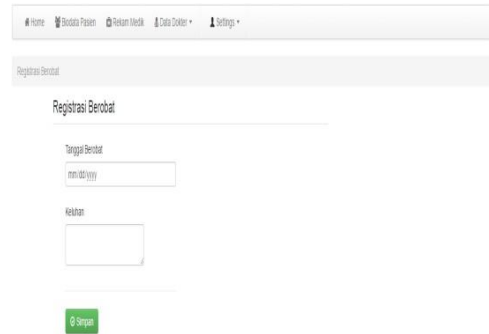 Home Biodata Pasien Rekam Medik Data Dokter Settings
Registrasi Berobat
Registrasi Berobat
Tanggal Berobat
mm/dd/yyyy
Keluhan
Simpan